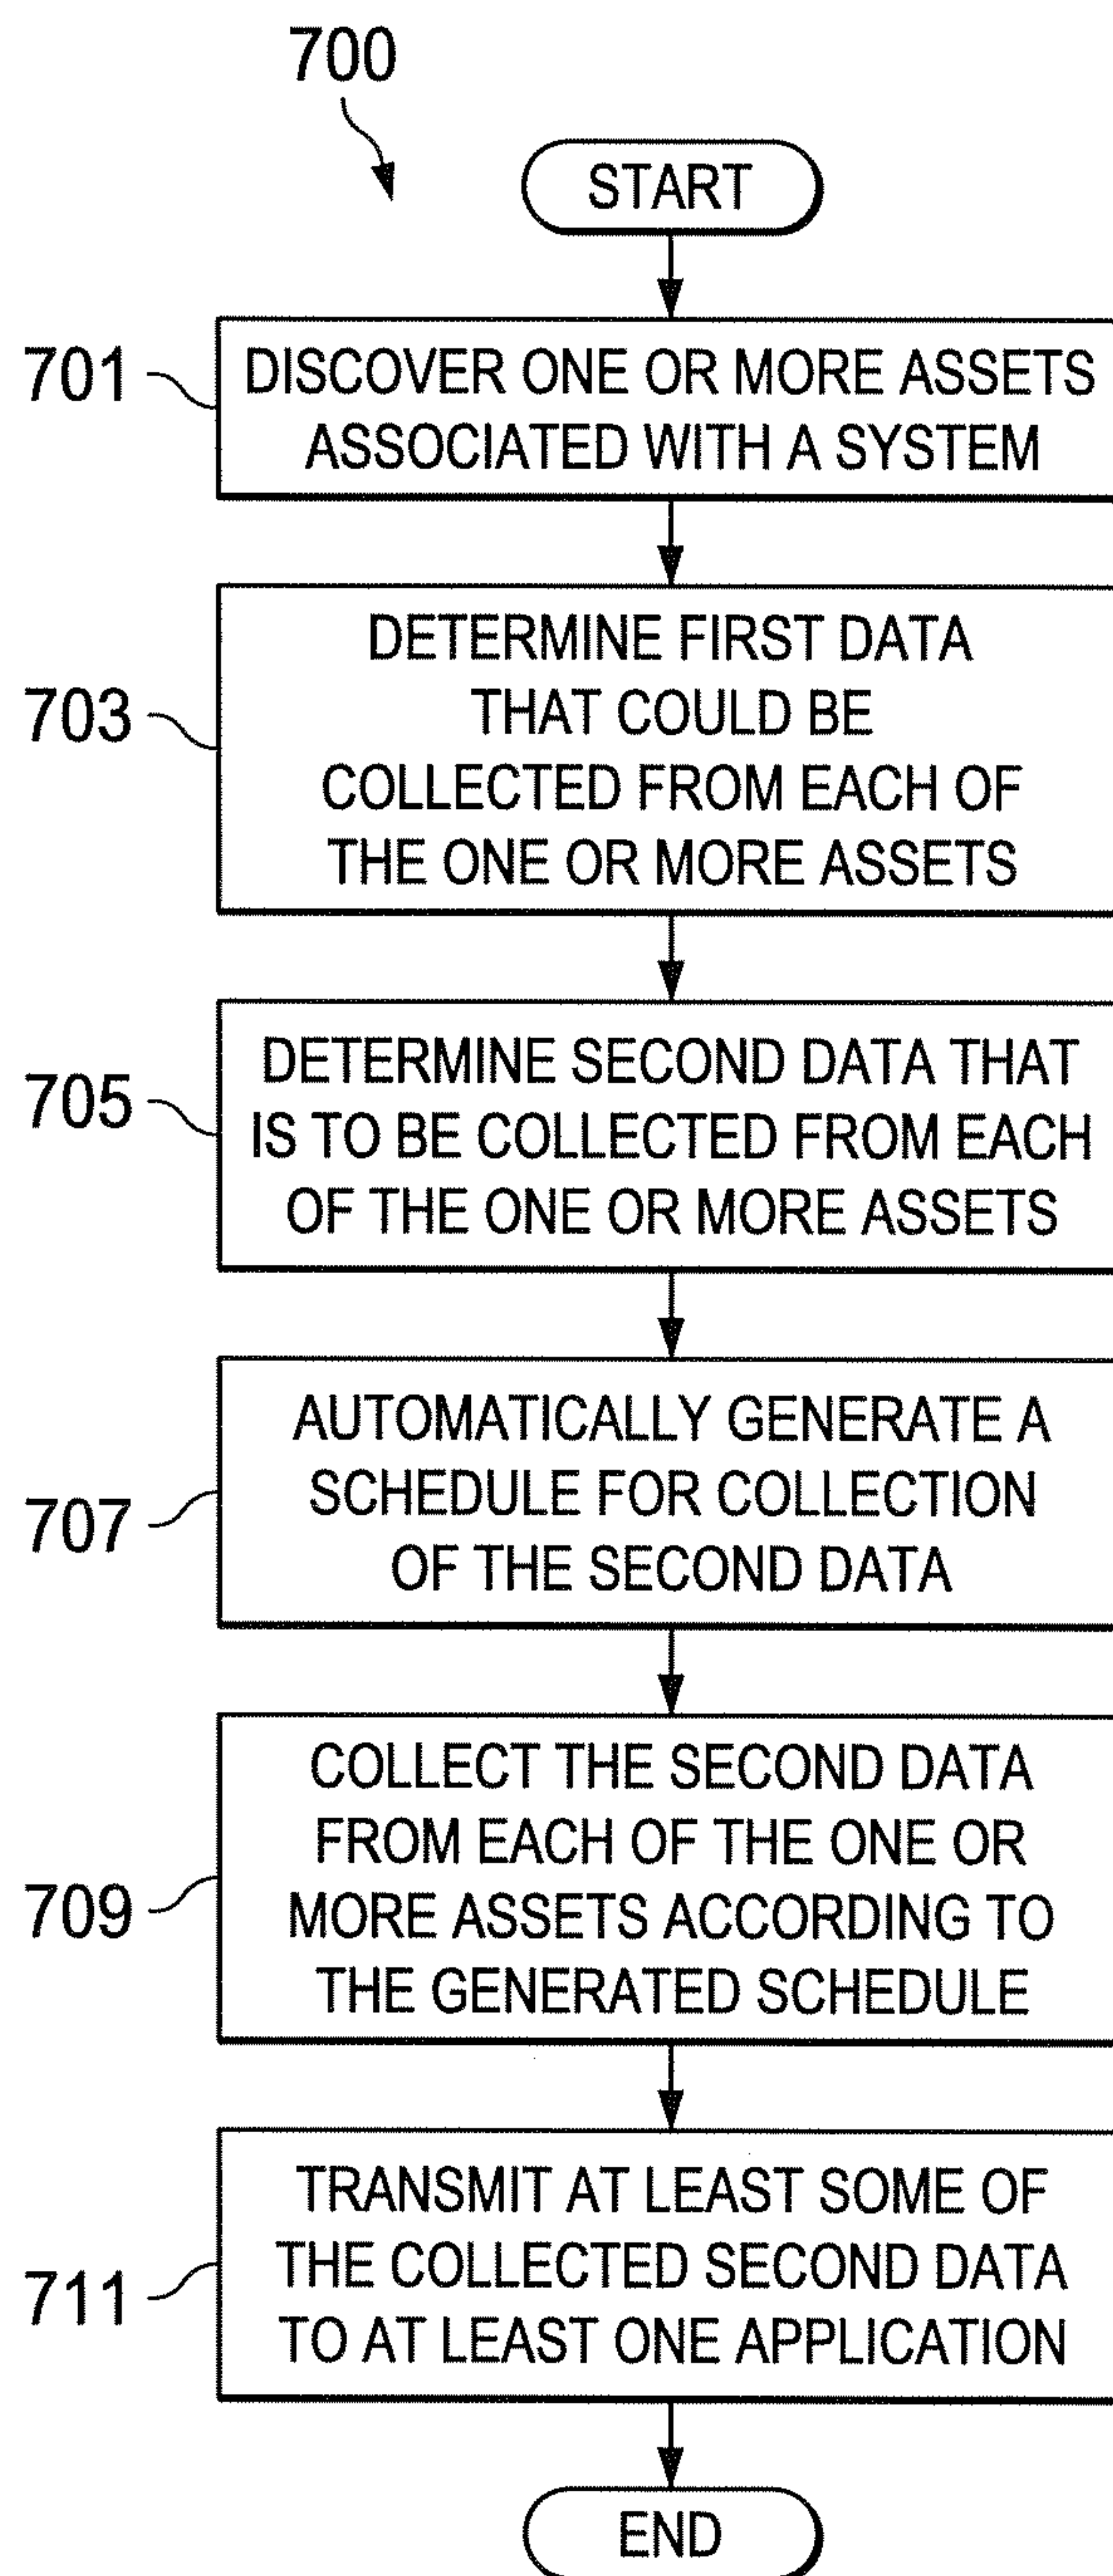 700
START
701
DISCOVER ONE OR MORE ASSETS
ASSOCIATED WITH A SYSTEM
703
DETERMINE FIRST DATA
THAT COULD BE
COLLECTED FROM EACH OF
THE ONE OR MORE ASSETS
705
DETERMINE SECOND DATA THAT
IS TO BE COLLECTED FROM EACH
OF THE ONE OR MORE ASSETS
707
AUTOMATICALLY GENERATE A
SCHEDULE FOR COLLECTION
OF THE SECOND DATA
709
COLLECT THE SECOND DATA
FROM EACH OF THE ONE OR
MORE ASSETS ACCORDING TO
THE GENERATED SCHEDULE
711
TRANSMIT AT LEAST SOME OF
THE COLLECTED SECOND DATA
TO AT LEAST ONE APPLICATION
END